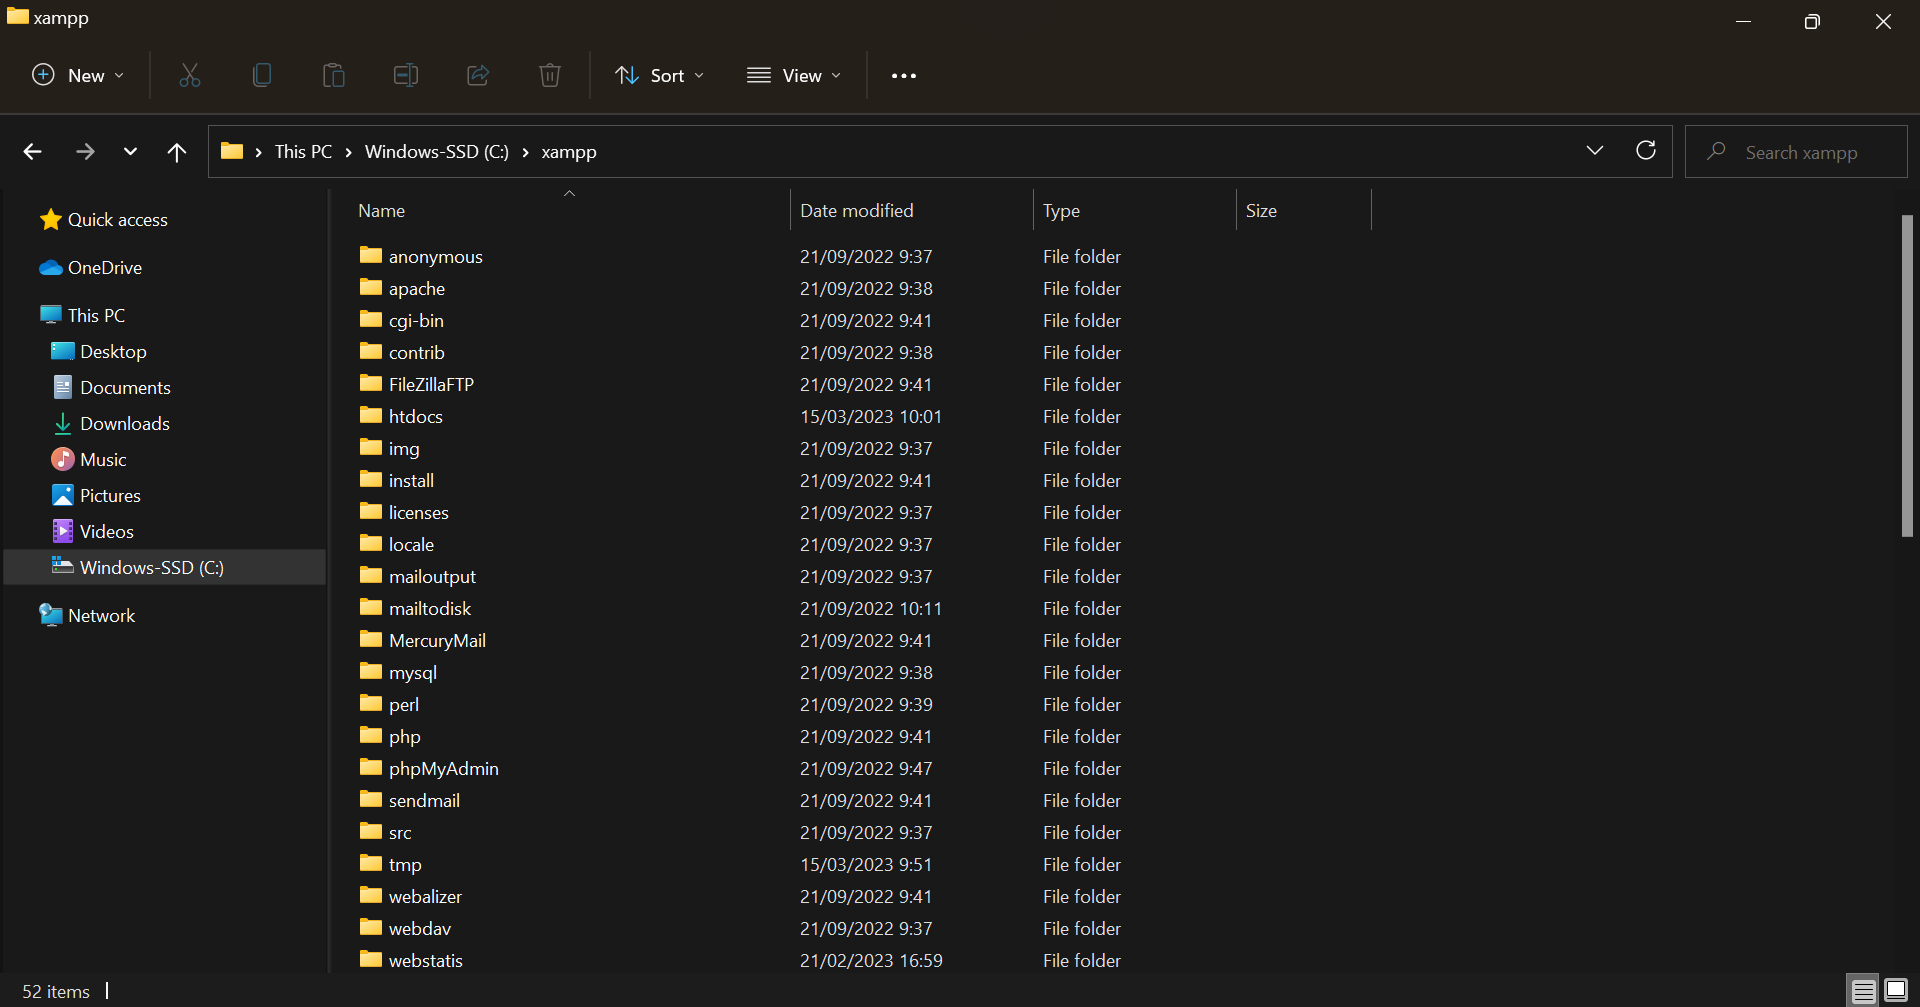 xampp
New Sort View
This PC Windows-SSD (C:) xampp Search xampp
Quick access
OneDrive
This PC
Desktop
Documents
Downloads
Music
Pictures
Videos
Windows-SSD (C:)
Network
Name Date modified Type Size
anonymous 21/09/2022 9:37 File folder
apache 21/09/2022 9:38 File folder
cgi-bin 21/09/2022 9:41 File folder
contrib 21/09/2022 9:38 File folder
FileZillaFTP 21/09/2022 9:41 File folder
htdocs 15/03/2023 10:01 File folder
img 21/09/2022 9:37 File folder
install 21/09/2022 9:41 File folder
licenses 21/09/2022 9:37 File folder
locale 21/09/2022 9:37 File folder
mailoutput 21/09/2022 9:37 File folder
mailtodisk 21/09/2022 10:11 File folder
MercuryMail 21/09/2022 9:41 File folder
mysql 21/09/2022 9:38 File folder
perl 21/09/2022 9:39 File folder
php 21/09/2022 9:41 File folder
phpMyAdmin 21/09/2022 9:47 File folder
sendmail 21/09/2022 9:41 File folder
src 21/09/2022 9:37 File folder
tmp 15/03/2023 9:51 File folder
webalizer 21/09/2022 9:41 File folder
webdav 21/09/2022 9:37 File folder
webstatis 21/02/2023 16:59 File folder
52 items